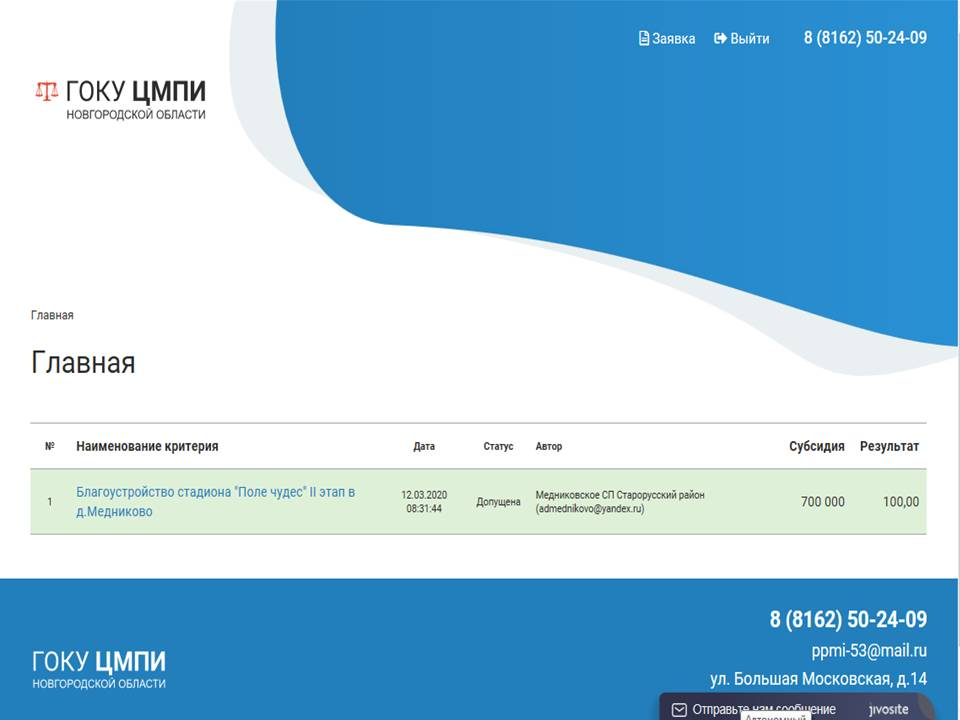 Заявка Выйти 8 (8162) 50-24-09
ГОКУ ЦМПИ
НОВГОРОДСКОЙ ОБЛАСТИ
Главная
Главная
№ Наименование критерия Дата Статус Автор Субсидия Результат
1 Благоустройство стадиона "Поле чудес" II этап в д.Медниково 12.03.2020 08:31:44 Допущена Медниковское СП Старорусский район (admednikovo@yandex.ru) 700 000 100,00
8 (8162) 50-24-09
ppmi-53@mail.ru
ГОКУ ЦМПИ
НОВГОРОДСКОЙ ОБЛАСТИ
ул. Большая Московская, д.14
Отправьте нам сообщение jivosite
Автономный